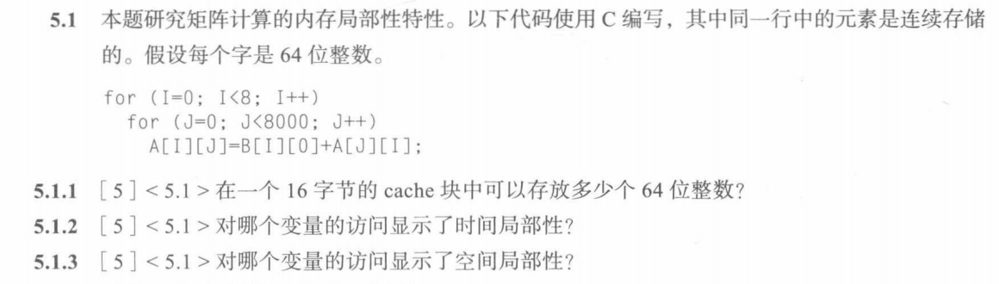 5.1 本题研究矩阵计算的内存局部性特性。以下代码使用 C 编写，其中同一行中的元素是连续存储
的。假设每个字是 64 位整数。
for (I=0; I<8; I++)
for (J=0; J<8000; J++)
A[I][J]=B[I][0]+A[J][I];
5.1.1 [5] < 5.1 > 在一个 16 字节的 cache 块中可以存放多少个 64 位整数？
5.1.2 [5] < 5.1 > 对哪个变量的访问显示了时间局部性？
5.1.3 [5] < 5.1 > 对哪个变量的访问显示了空间局部性？